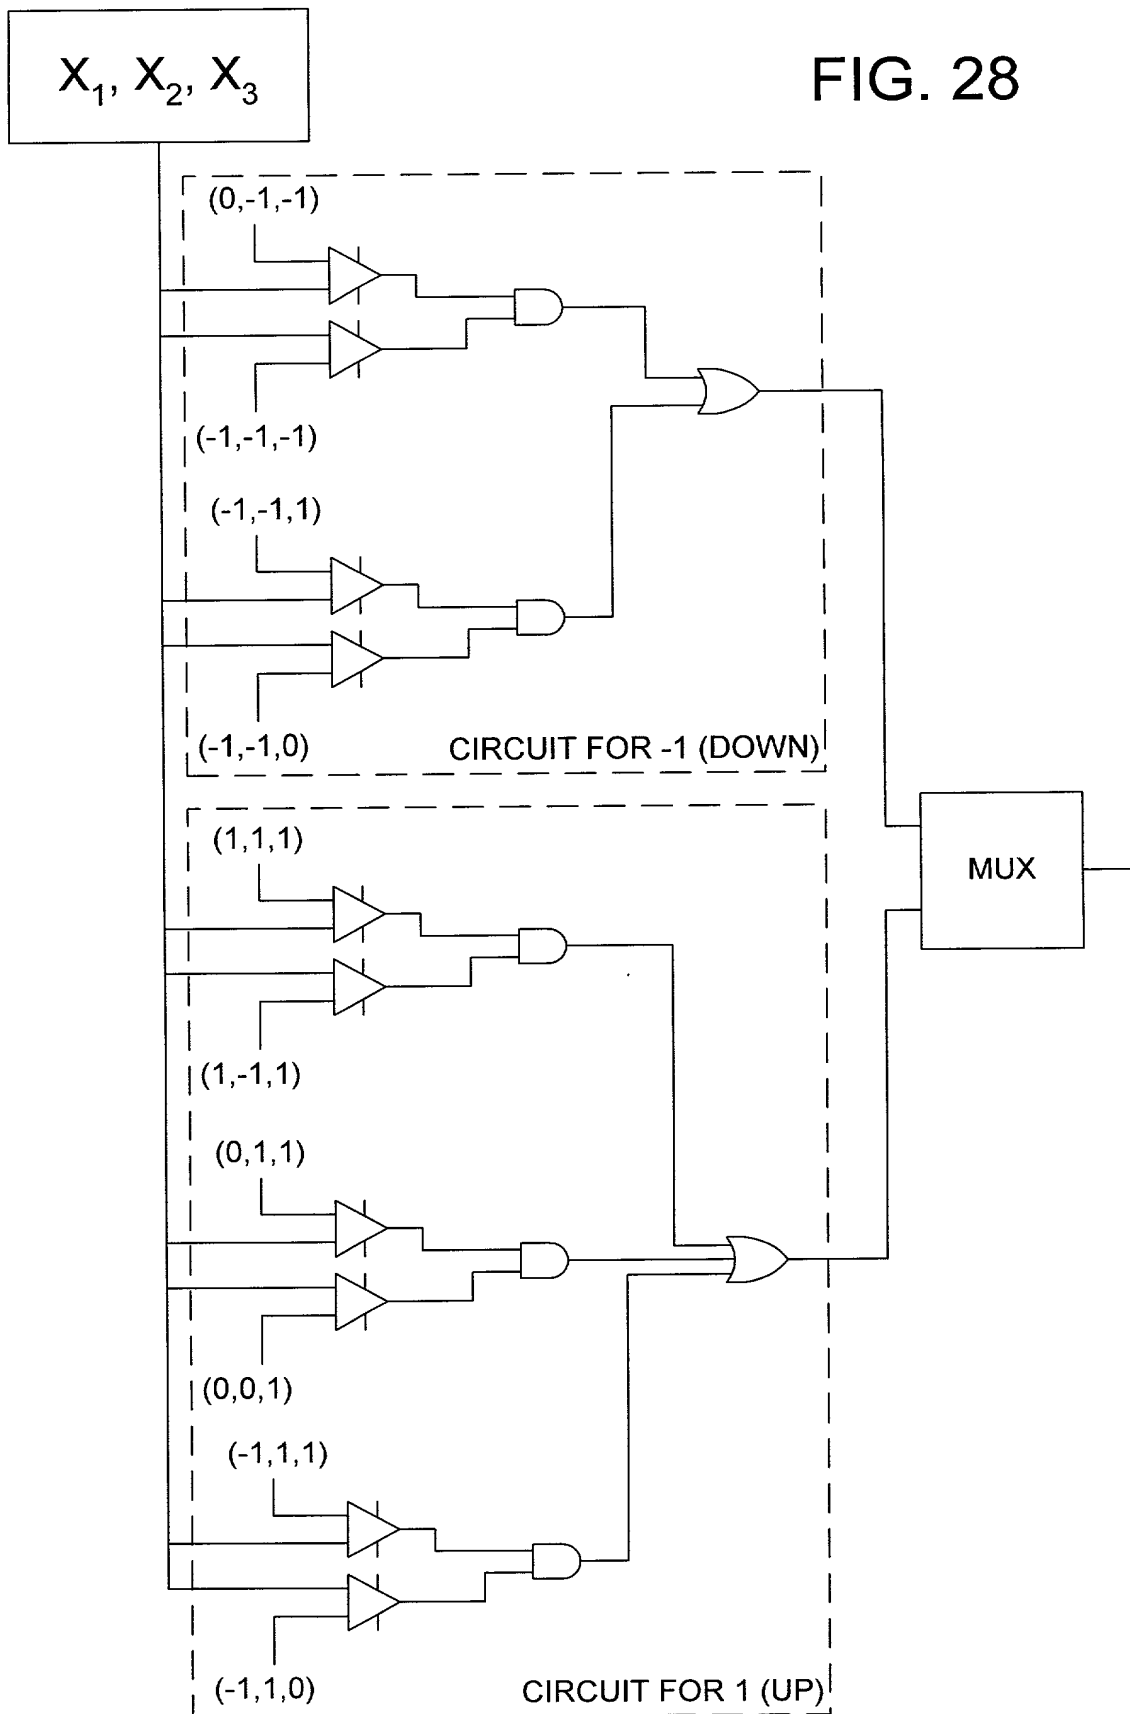 X1, X2, X3
FIG. 28
(0,-1,-1)
(-1,-1,-1)
(-1,-1,1)
(-1,-1,0)
CIRCUIT FOR -1 (DOWN)
(1,1,1)
MUX
(1,-1,1)
(0,1,1)
(0,0,1)
(-1,1,1)
(-1,1,0)
CIRCUIT FOR 1 (UP)